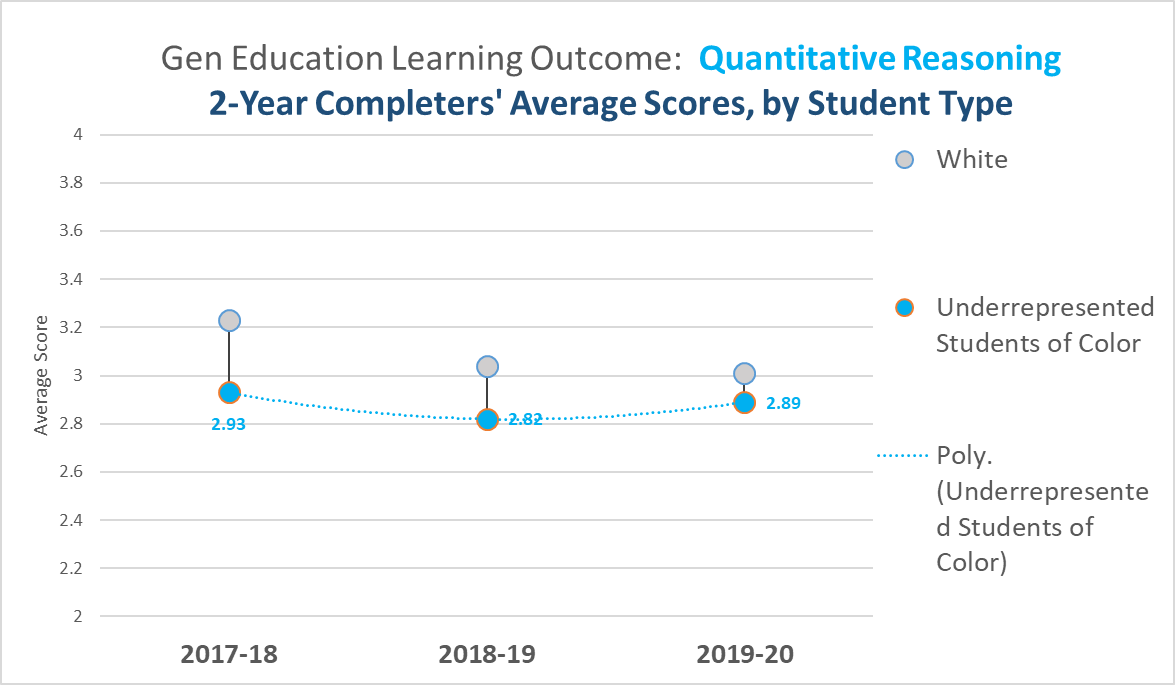 Gen Education Learning Outcome: Quantitative Reasoning
2-Year Completers' Average Scores, by Student Type
4
3.8
3.6
3.4
3.2
3
2.8
2.6
2.4
2.2
2
Average Score
2.93
2.82
2.89
2017-18
2018-19
2019-20
White
Underrepresented
Students of Color
Poly.
(Underrepresente
d Students of
Color)